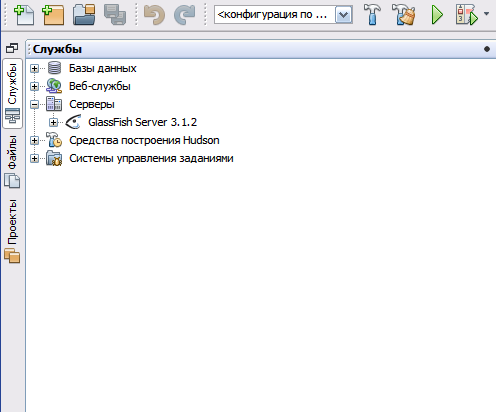 <конфигурация по ...
Службы
Базы данных
Веб-службы
Серверы
GlassFish Server 3.1.2
Средства построения Hudson
Системы управления заданиями
Службы
Файлы
Проекты